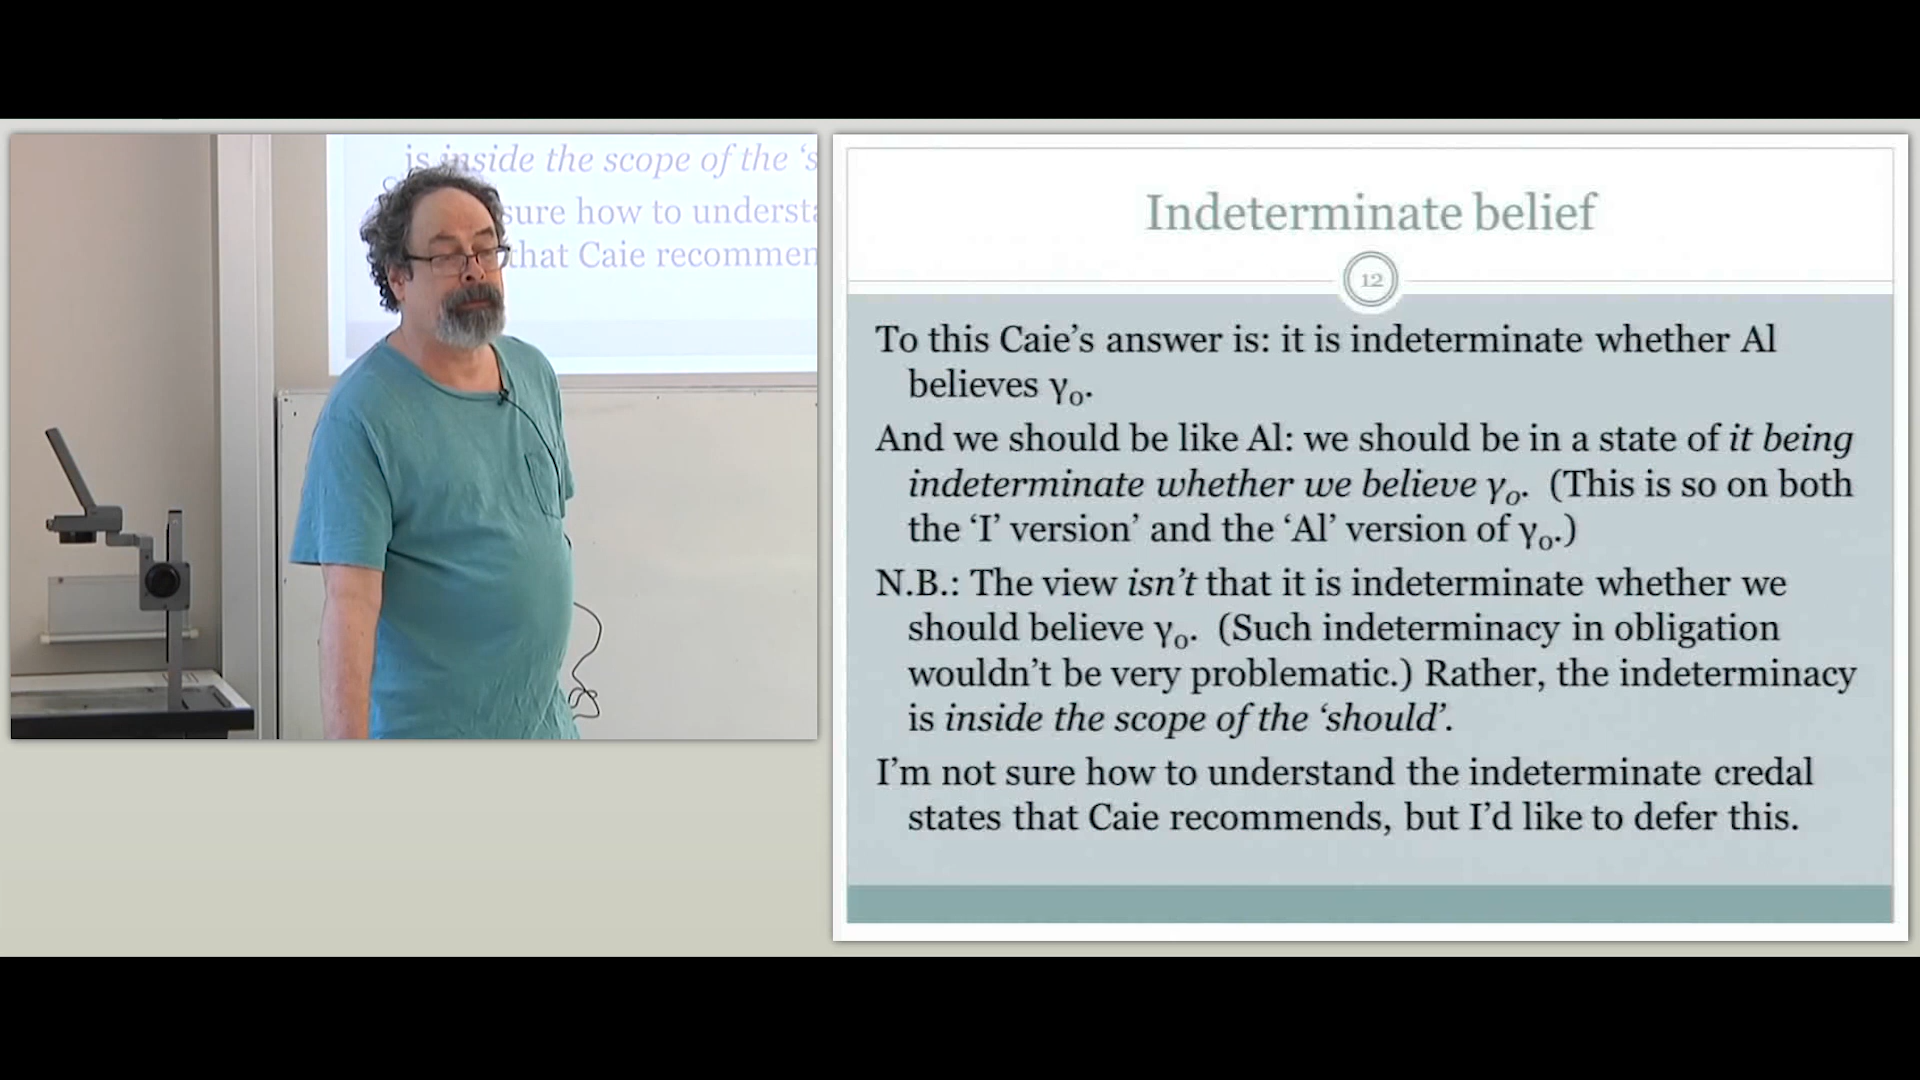 is inside the scope of the ‘s
sure how to understa
that Caie recommen
Indeterminate belief
12
To this Caie’s answer is: it is indeterminate whether Al
believes γ₀.
And we should be like Al: we should be in a state of it being
indeterminate whether we believe γ₀. (This is so on both
the ‘I’ version’ and the ‘Al’ version of γ₀.)
N.B.: The view isn’t that it is indeterminate whether we
should believe γ₀. (Such indeterminacy in obligation
wouldn’t be very problematic.) Rather, the indeterminacy
is inside the scope of the ‘should’.
I’m not sure how to understand the indeterminate credal
states that Caie recommends, but I’d like to defer this.